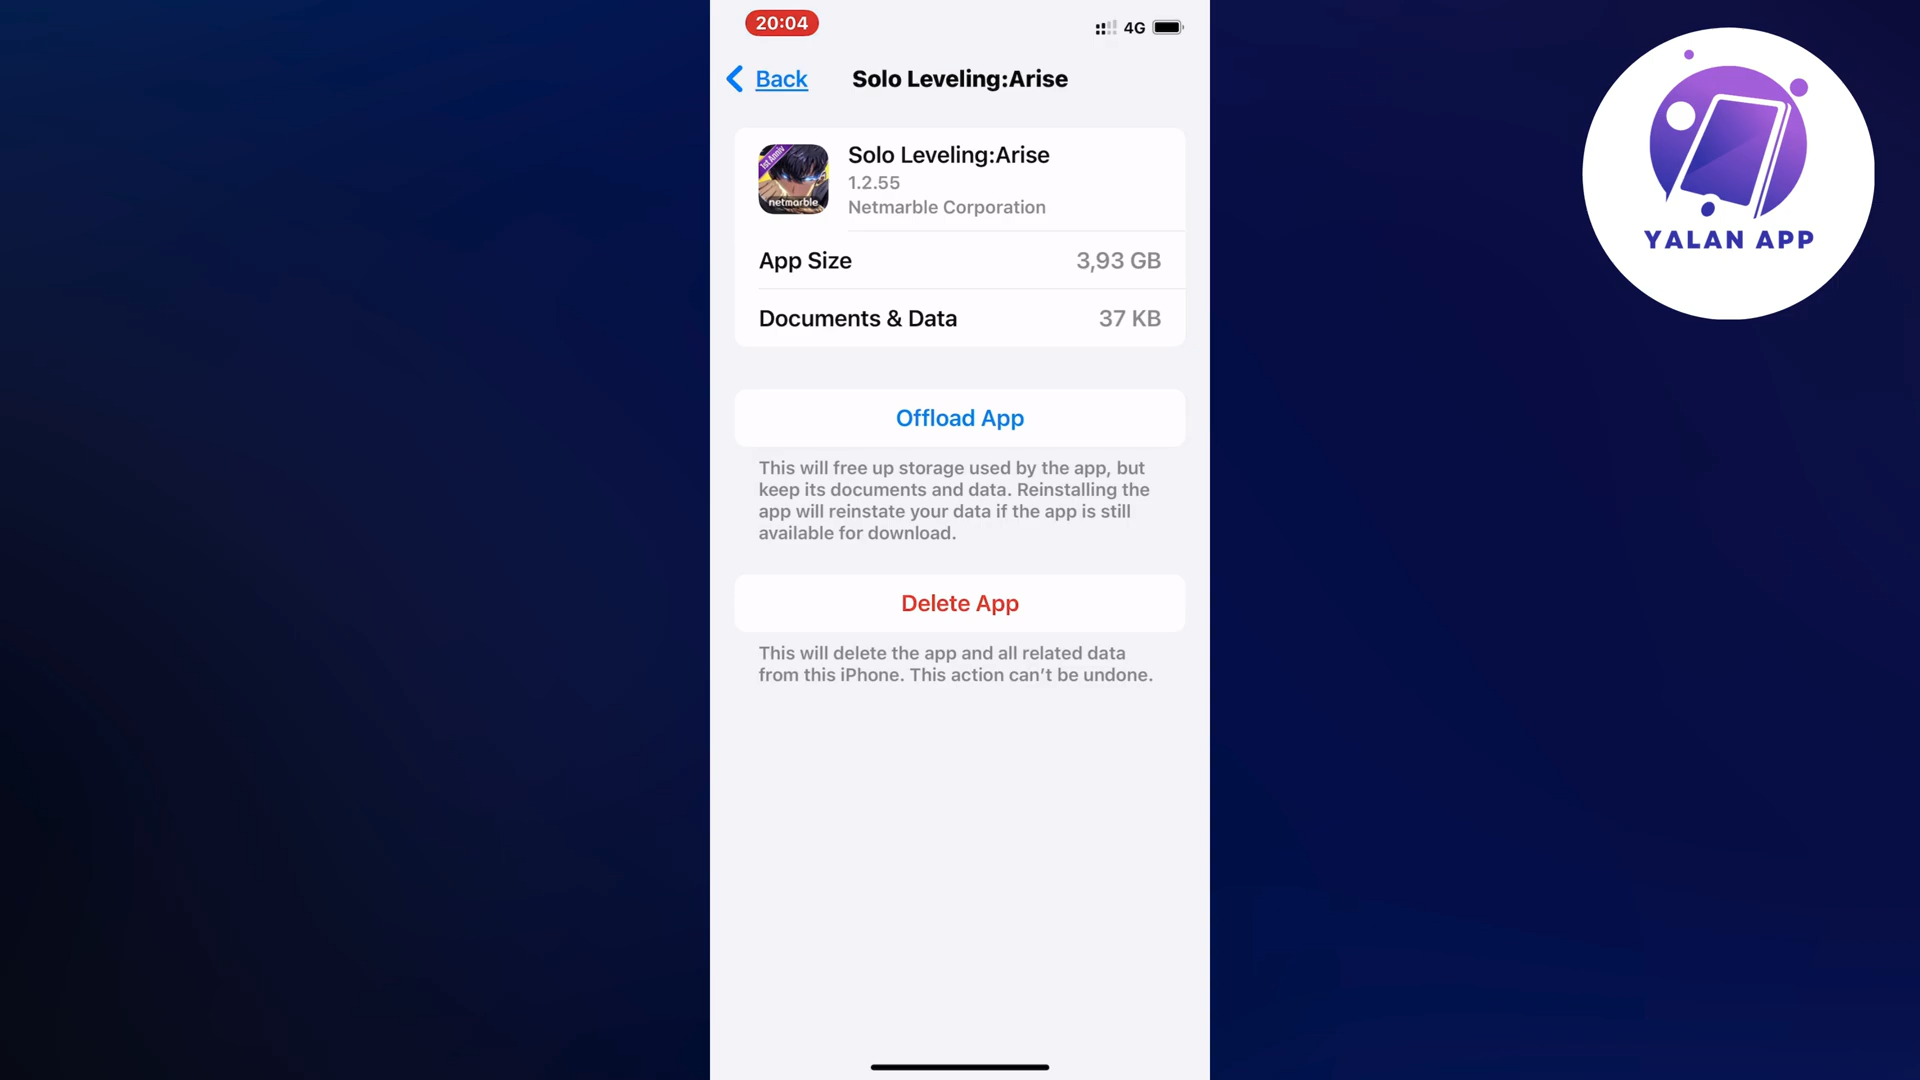 20:04
4G
Back
Solo Leveling:Arise
1st Anniv
netmarble
Solo Leveling:Arise
1.2.55
Netmarble Corporation
App Size
3,93 GB
Documents & Data
37 KB
Offload App
This will free up storage used by the app, but
keep its documents and data. Reinstalling the
app will reinstate your data if the app is still
available for download.
Delete App
This will delete the app and all related data
from this iPhone. This action can’t be undone.
YALAN APP